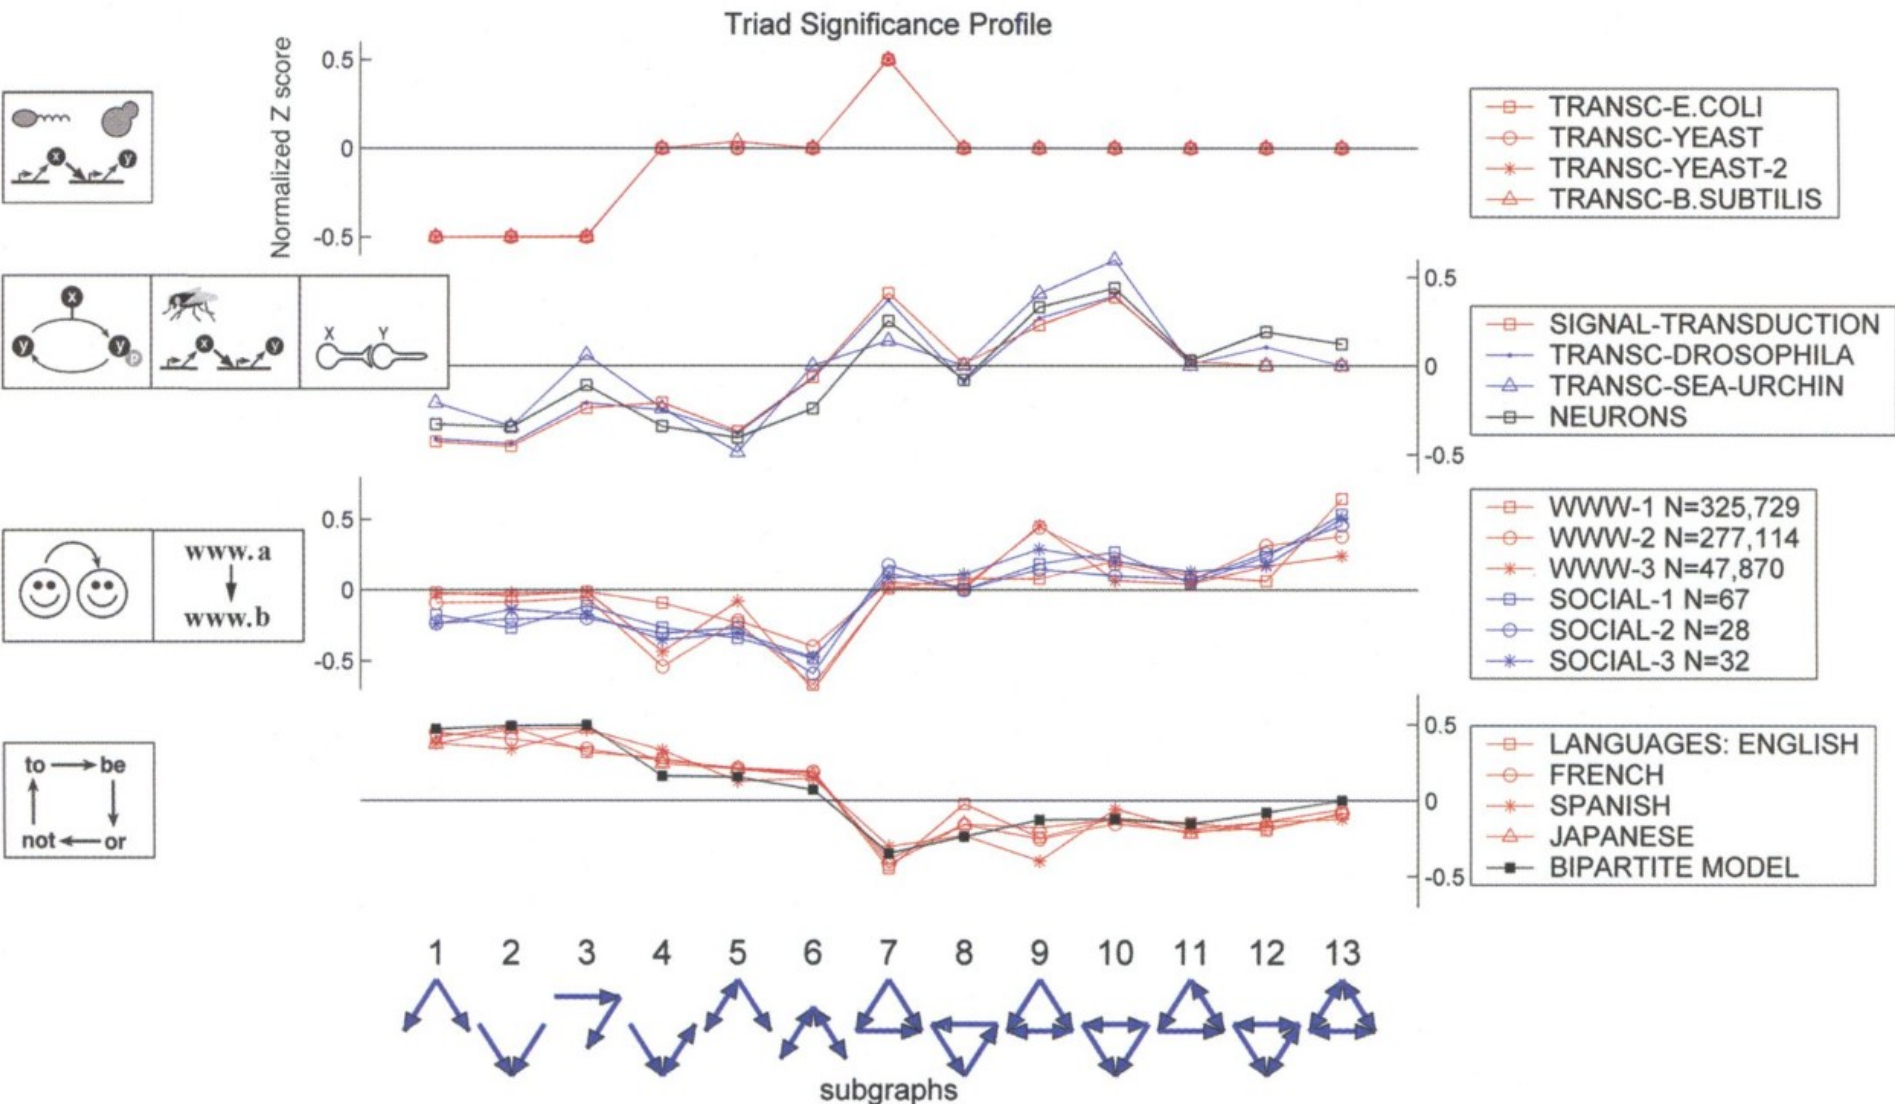 Triad Significance Profile
Normalized Z score
0.5
0
-0.5
x
y
TRANSC-E.COLI
TRANSC-YEAST
TRANSC-YEAST-2
TRANSC-B.SUBTILIS
x
y
y
p
x
y
X
Y
0.5
0
-0.5
SIGNAL-TRANSDUCTION
TRANSC-DROSOPHILA
TRANSC-SEA-URCHIN
NEURONS
www.a
www.b
0.5
0
-0.5
WWW-1 N=325,729
WWW-2 N=277,114
WWW-3 N=47,870
SOCIAL-1 N=67
SOCIAL-2 N=28
SOCIAL-3 N=32
to be
not or
0.5
0
-0.5
LANGUAGES: ENGLISH
FRENCH
SPANISH
JAPANESE
BIPARTITE MODEL
1 2 3 4 5 6 7 8 9 10 11 12 13
subgraphs